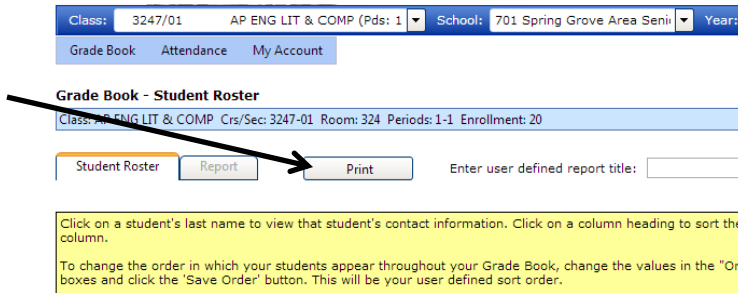 Class: 3247/01 AP ENG LIT & COMP (Pds: 1 School: 701 Spring Grove Area Seni Year:
Grade Book Attendance My Account
Grade Book - Student Roster
Class: AP ENG LIT & COMP Crs/Sec: 3247-01 Room: 324 Periods: 1-1 Enrollment: 20
Student Roster Report Print Enter user defined report title:
Click on a student's last name to view that student's contact information. Click on a column heading to sort the
column.
To change the order in which your students appear throughout your Grade Book, change the values in the "Or
boxes and click the 'Save Order' button. This will be your user defined sort order.